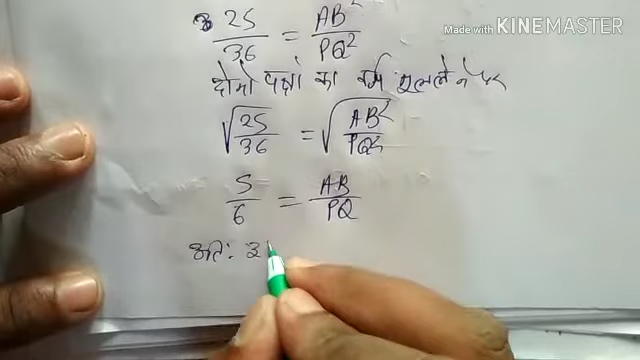 Made with KINEMASTER
25/36 = AB²/PQ²
दोनो पक्षों का वर्ग मूल लेने पर
√25/36 = √AB²/PQ²
5/6 = AB/PQ
अतः